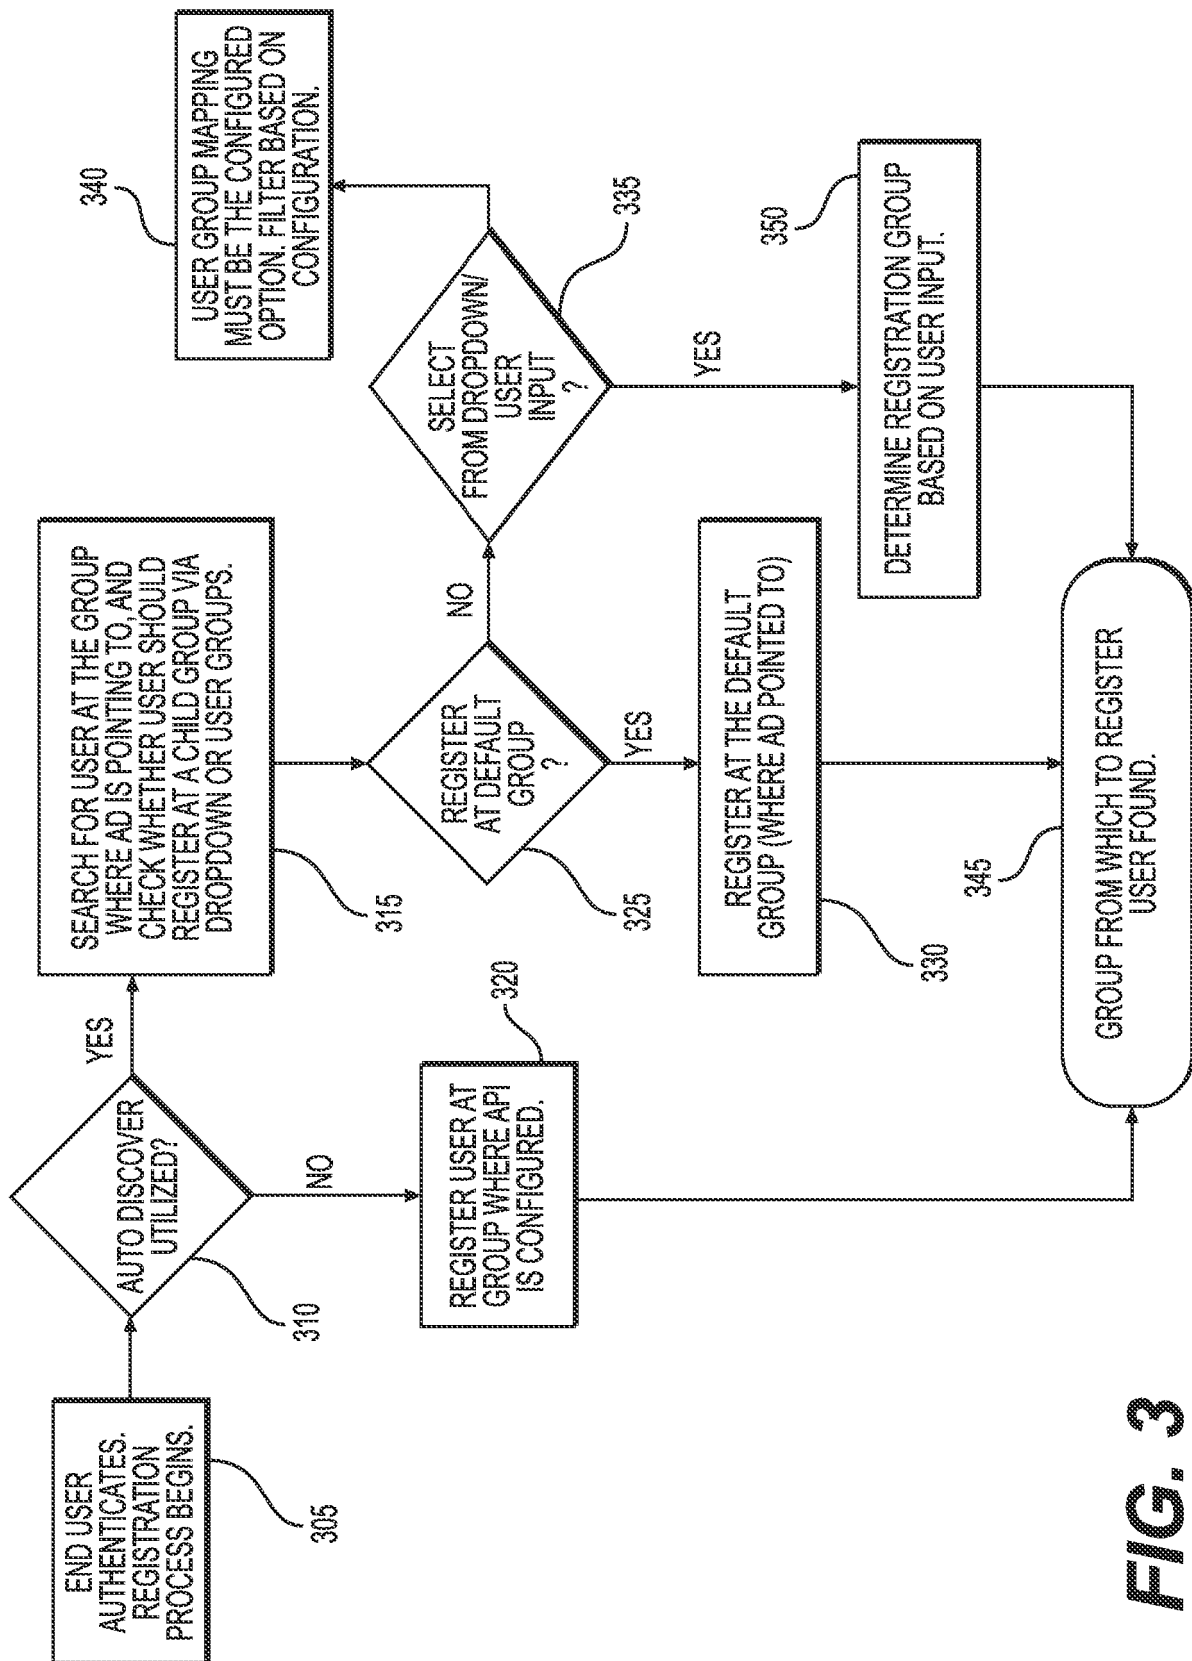 END USER
AUTHENTICATES.
REGISTRATION
PROCESS BEGINS.
305
AUTO DISCOVER
UTILIZED?
310
YES
NO
SEARCH FOR USER AT THE GROUP
WHERE AD IS POINTING TO, AND
CHECK WHETHER USER SHOULD
REGISTER AT A CHILD GROUP VIA
DROPDOWN OR USER GROUPS.
315
REGISTER USER AT
GROUP WHERE API
IS CONFIGURED.
320
REGISTER
AT DEFAULT
GROUP
?
325
NO
YES
REGISTER AT THE DEFAULT
GROUP (WHERE AD POINTED TO)
330
SELECT
FROM DROPDOWN/
USER
INPUT
?
335
YES
USER GROUP MAPPING
MUST BE THE CONFIGURED
OPTION. FILTER BASED ON
CONFIGURATION.
340
DETERMINE REGISTRATION GROUP
BASED ON USER INPUT.
350
GROUP FROM WHICH TO REGISTER
USER FOUND.
345
FIG. 3